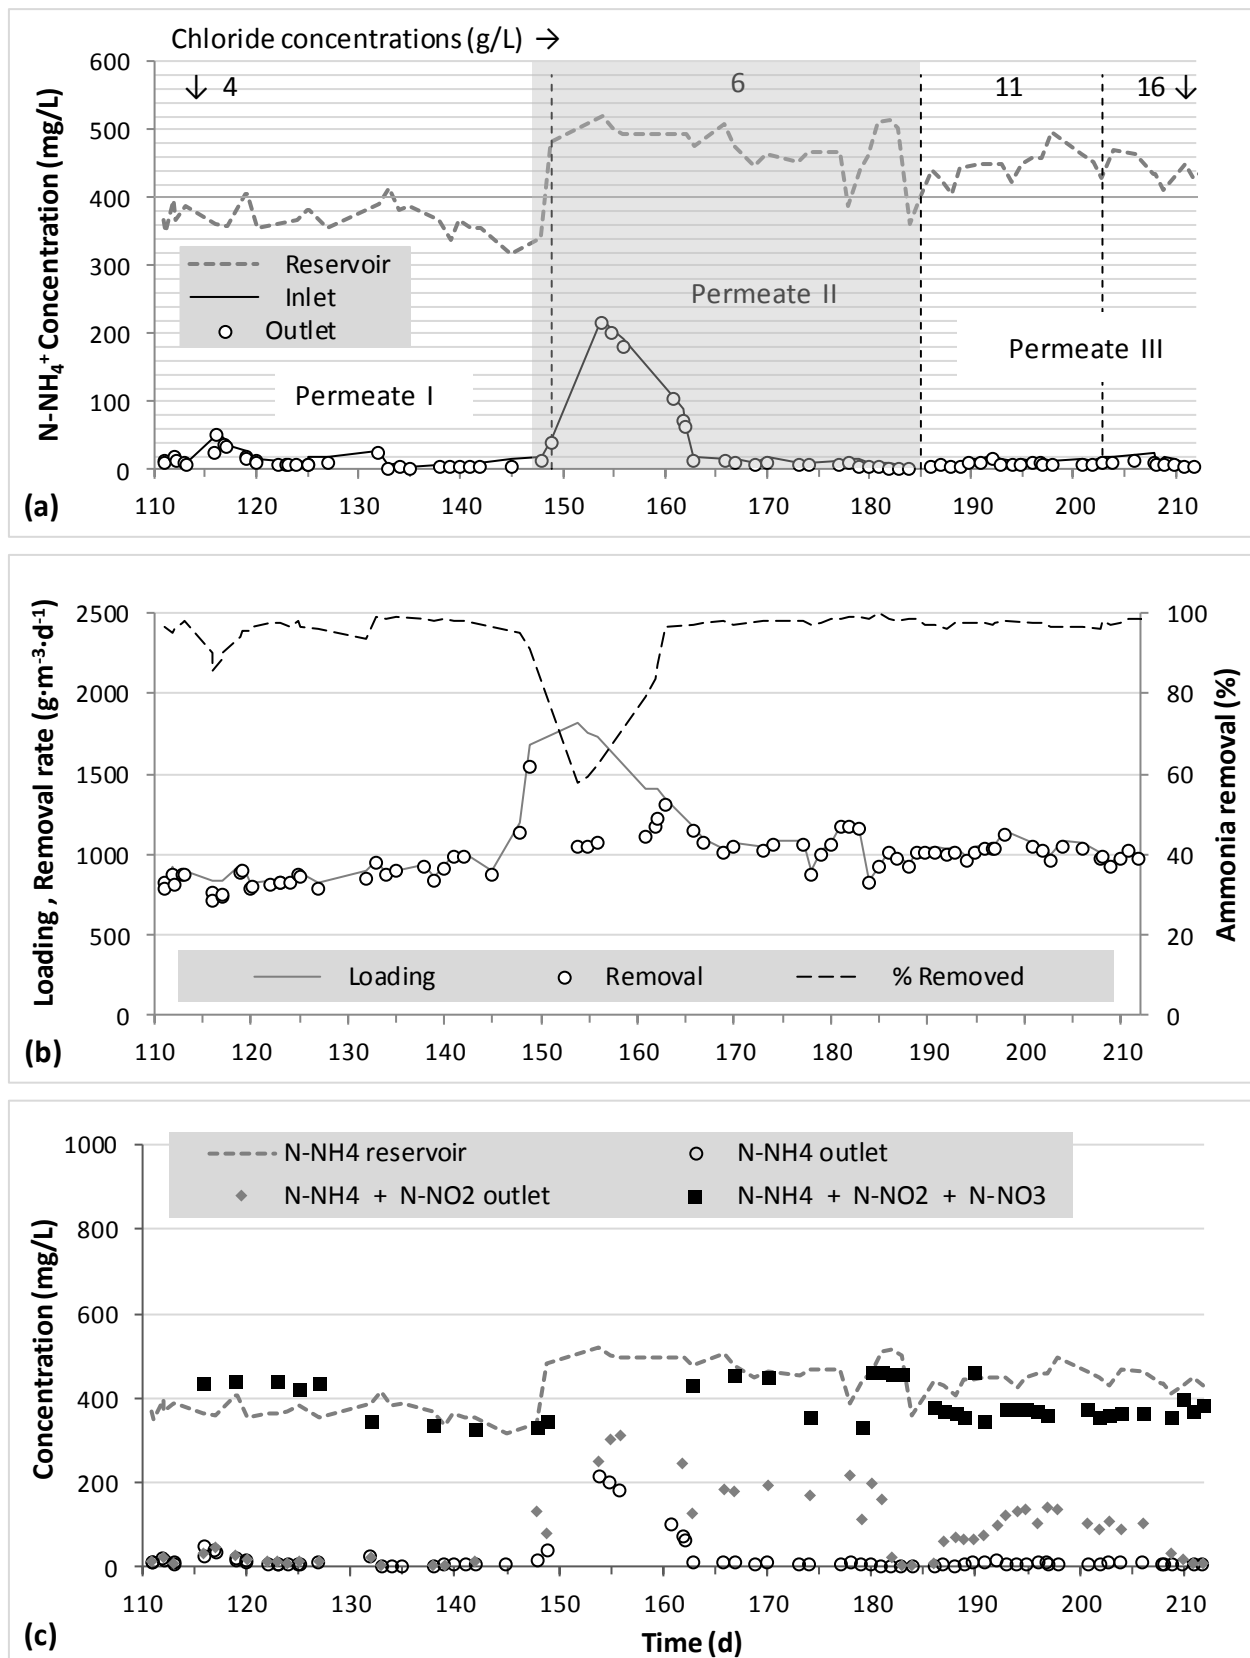 Chloride concentrations (g/L) →
N-NH₄⁺ Concentration (mg/L)
600
500
400
300
200
100
0
↓ 4
6
11
16 ↓
Reservoir
Inlet
Outlet
Permeate I
Permeate II
Permeate III
110 120 130 140 150 160 170 180 190 200 210
(a)
Loading , Removal rate (g·m⁻³·d⁻¹)
2500
2000
1500
1000
500
0
100
80
60
40
20
0
Ammonia removal (%)
Loading Removal % Removed
110 120 130 140 150 160 170 180 190 200 210
(b)
Concentration (mg/L)
1000
800
600
400
200
0
N-NH4 reservoir N-NH4 outlet
N-NH4 + N-NO2 outlet N-NH4 + N-NO2 + N-NO3
110 120 130 140 150 160 170 180 190 200 210
(c)
Time (d)